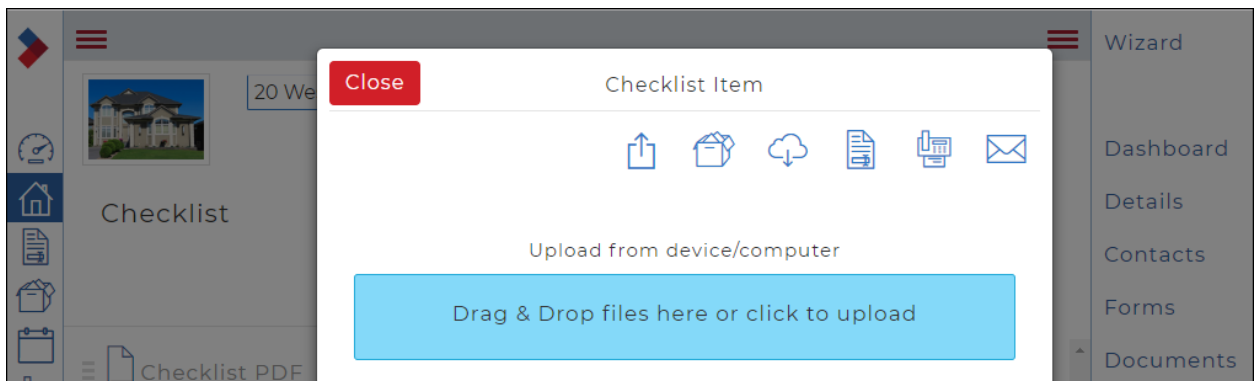 Wizard
20 We
Close
Checklist Item
Dashboard
Details
Checklist
Upload from device/computer
Contacts
Drag & Drop files here or click to upload
Forms
Documents
Checklist PDF